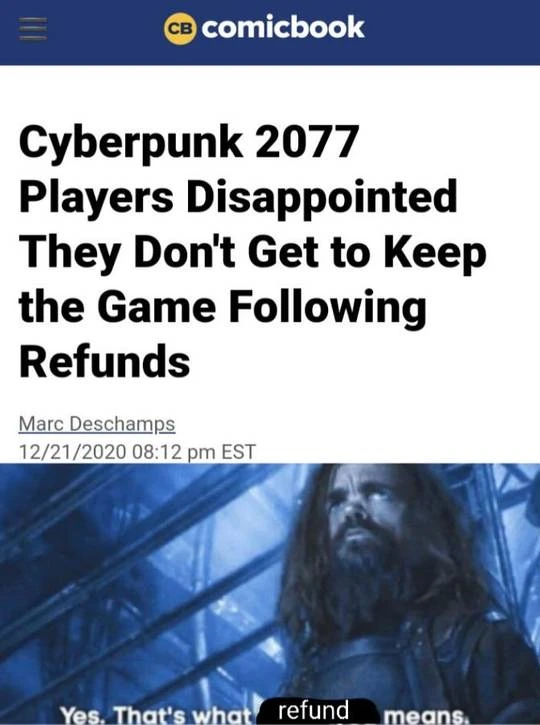 CB comicbook
Cyberpunk 2077
Players Disappointed
They Don't Get to Keep
the Game Following
Refunds
Marc Deschamps
12/21/2020 08:12 pm EST
Yes. That's what refund means.